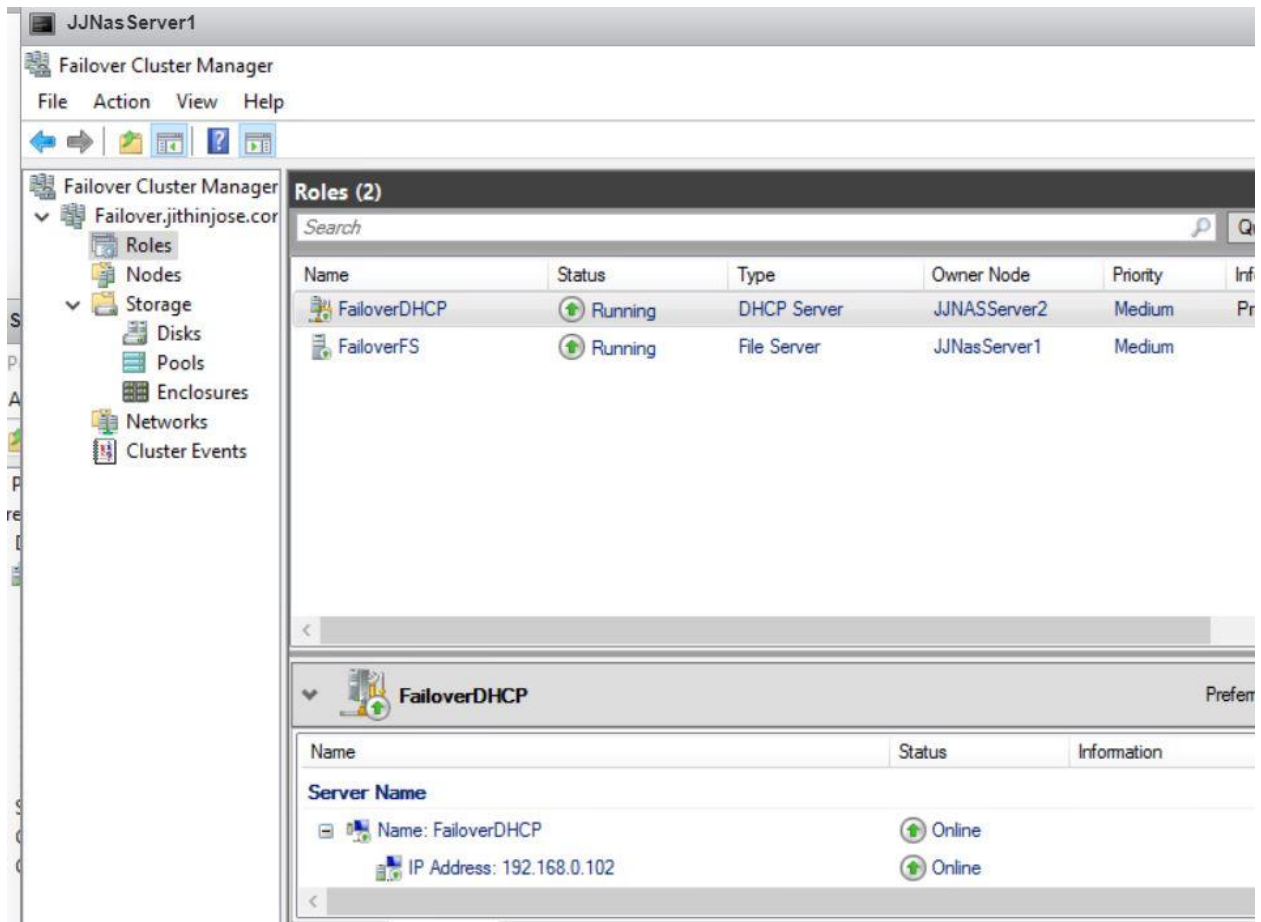 JJNasServer1
Failover Cluster Manager
File Action View Help
Failover Cluster Manager
Failover.jithinjose.cor
Roles
Nodes
Storage
Disks
Pools
Enclosures
Networks
Cluster Events
Roles (2)
Search
Name Status Type Owner Node Priority
FailoverDHCP Running DHCP Server JJNASServer2 Medium
FailoverFS Running File Server JJNasServer1 Medium
FailoverDHCP
Name Status Information
Server Name
Name: FailoverDHCP Online
IP Address: 192.168.0.102 Online